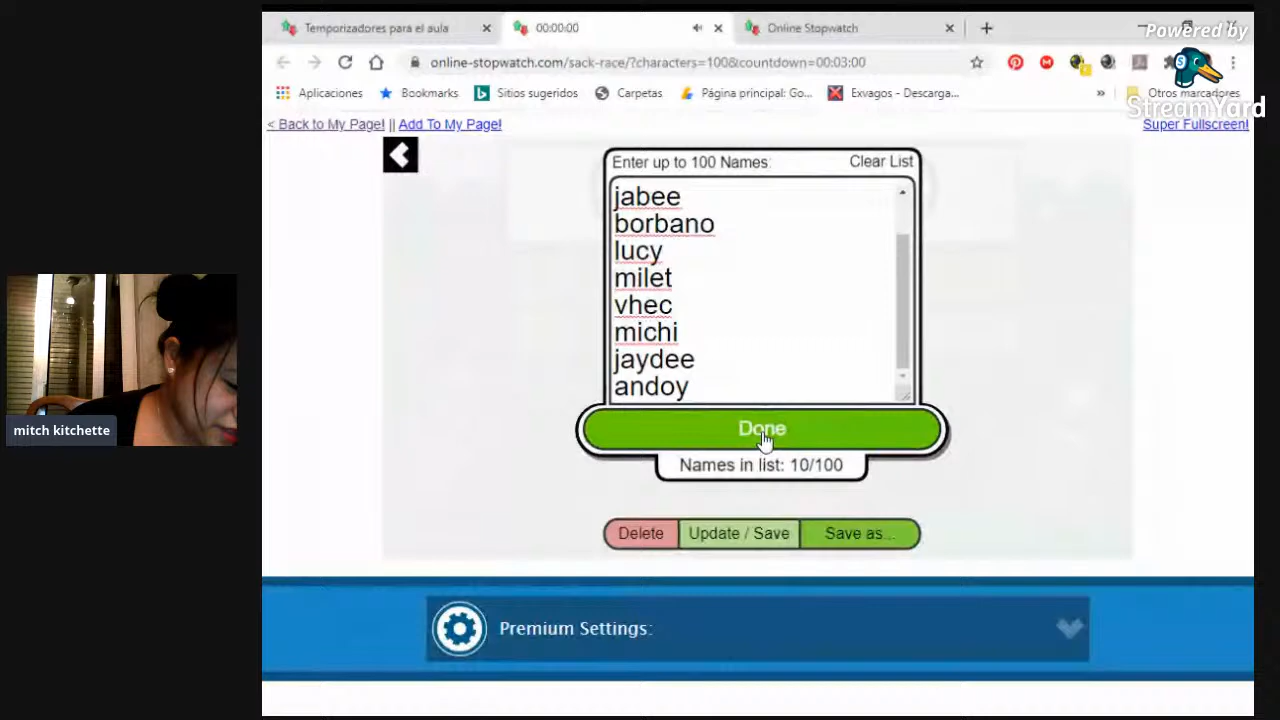 Temporizadores para el aula
00:00:00
Online Stopwatch
Powered by
online-stopwatch.com/sack-race/?characters=100&countdown=00:03:00
Aplicaciones
Bookmarks
Sitios sugeridos
Carpetas
Página principal: Go...
Exvagos - Descarga...
»
Otros marcadores
StreamYard
< Back to My Page! || Add To My Page!
Super Fullscreen!
Enter up to 100 Names:
Clear List
jabee
borbano
lucy
milet
vhec
michi
jaydee
andoy
Done
mitch kitchette
Names in list: 10/100
Delete
Update / Save
Save as...
Premium Settings: